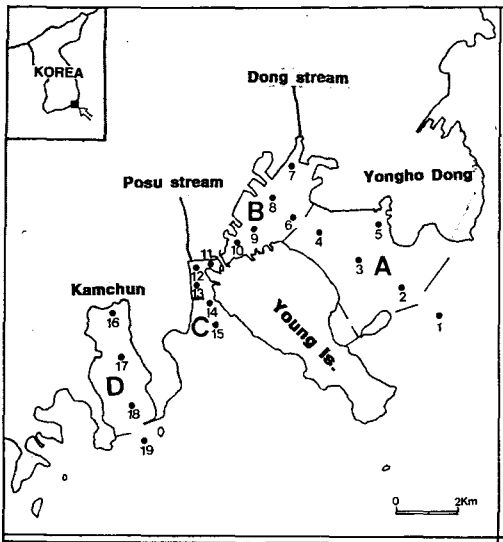 KOREA
Dong stream
Posu stream
Yongho Dong
7
8
B
6
9
10
4
5
3
A
2
1
11
12
13
14
C
15
Young Is.
Kamchun
16
17
D
18
19
0 2Km